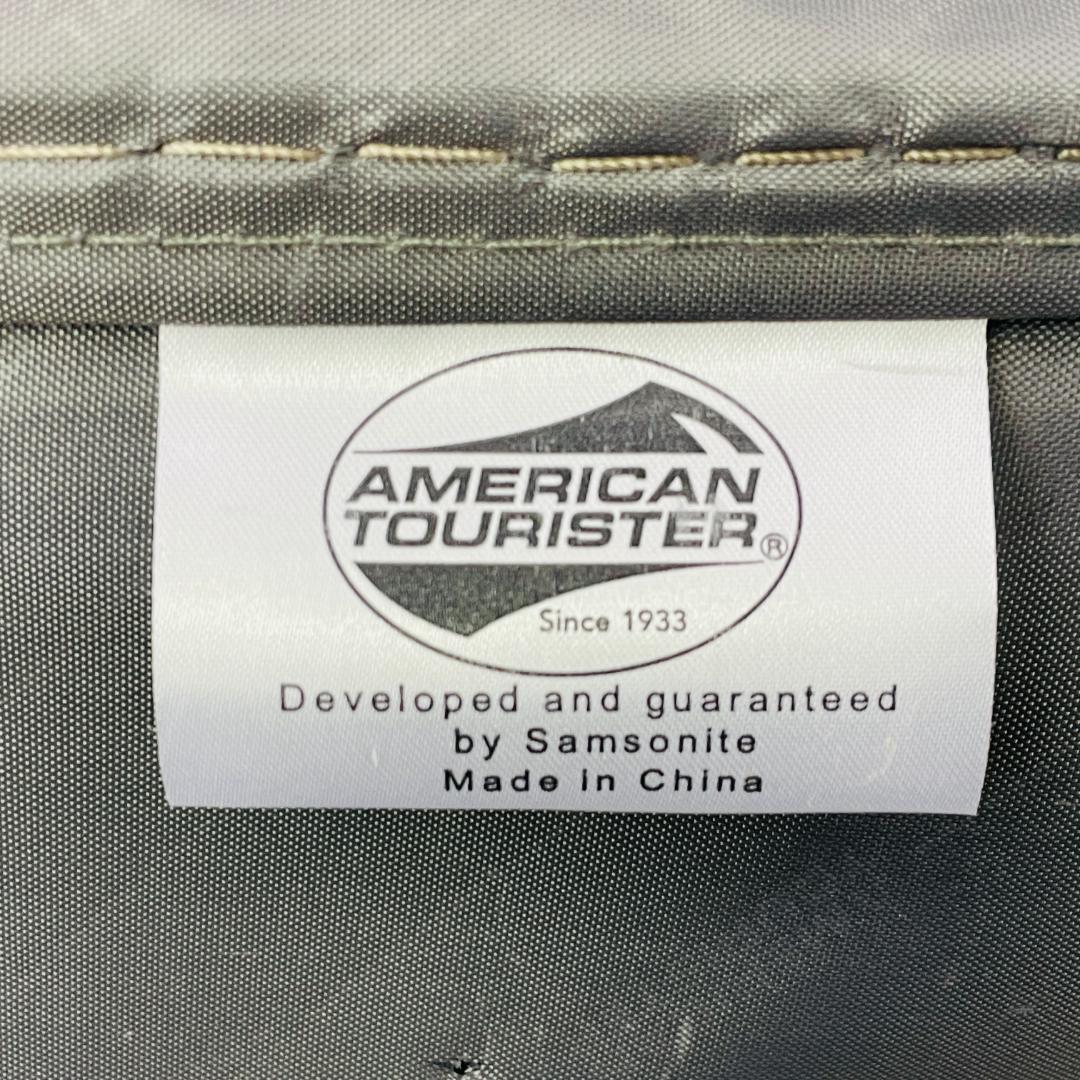 AMERICAN
TOURISTER®
Since 1933
Developed and guaranteed
by Samsonite
Made in China